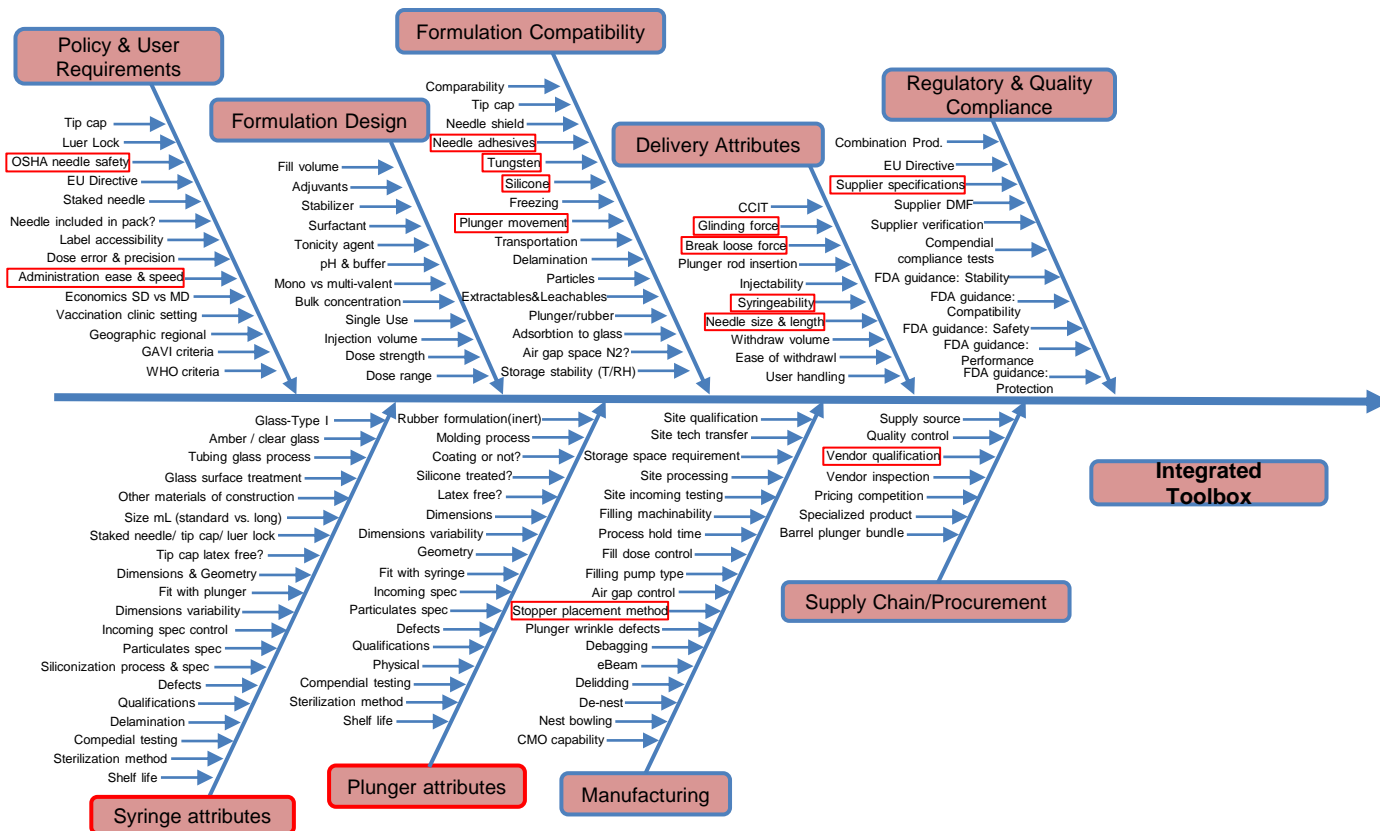 Policy & User
Requirements
Tip cap
Luer Lock
OSHA needle safety
EU Directive
Staked needle
Needle included in pack?
Label accessibility
Dose error & precision
Administration ease & speed
Economics SD vs MD
Vaccination clinic setting
Geographic regional
GAVI criteria
WHO criteria
Formulation Design
Fill volume
Adjuvants
Stabilizer
Surfactant
Tonicity agent
pH & buffer
Mono vs multi-valent
Bulk concentration
Single Use
Injection volume
Dose strength
Dose range
Formulation Compatibility
Comparability
Tip cap
Needle shield
Needle adhesives
Tungsten
Silicone
Freezing
Plunger movement
Transportation
Delamination
Particles
Extractables&Leachables
Plunger/rubber
Adsorbtion to glass
Air gap space N2?
Storage stability (T/RH)
Delivery Attributes
CCIT
Glinding force
Break loose force
Plunger rod insertion
Injectability
Syringeability
Needle size & length
Withdraw volume
Ease of withdrawl
User handling
Regulatory & Quality
Compliance
Combination Prod.
EU Directive
Supplier specifications
Supplier DMF
Supplier verification
Compendial
compliance tests
FDA guidance: Stability
FDA guidance:
Compatibility
FDA guidance: Safety
FDA guidance:
Performance
FDA guidance:
Protection
Glass-Type I
Amber / clear glass
Tubing glass process
Glass surface treatment
Other materials of construction
Size mL (standard vs. long)
Staked needle/ tip cap/ luer lock
Tip cap latex free?
Dimensions & Geometry
Fit with plunger
Dimensions variability
Incoming spec control
Particulates spec
Siliconization process & spec
Defects
Qualifications
Delamination
Compedial testing
Sterilization method
Shelf life
Syringe attributes
Rubber formulation(inert)
Molding process
Coating or not?
Silicone treated?
Latex free?
Dimensions
Dimensions variability
Geometry
Fit with syringe
Incoming spec
Particulates spec
Defects
Qualifications
Physical
Compendial testing
Sterilization method
Shelf life
Plunger attributes
Site qualification
Site tech transfer
Storage space requirement
Site processing
Site incoming testing
Filling machinability
Process hold time
Fill dose control
Filling pump type
Air gap control
Stopper placement method
Plunger wrinkle defects
Debagging
eBeam
Delidding
De-nest
Nest bowling
CMO capability
Manufacturing
Supply source
Quality control
Vendor qualification
Vendor inspection
Pricing competition
Specialized product
Barrel plunger bundle
Supply Chain/Procurement
Integrated
Toolbox